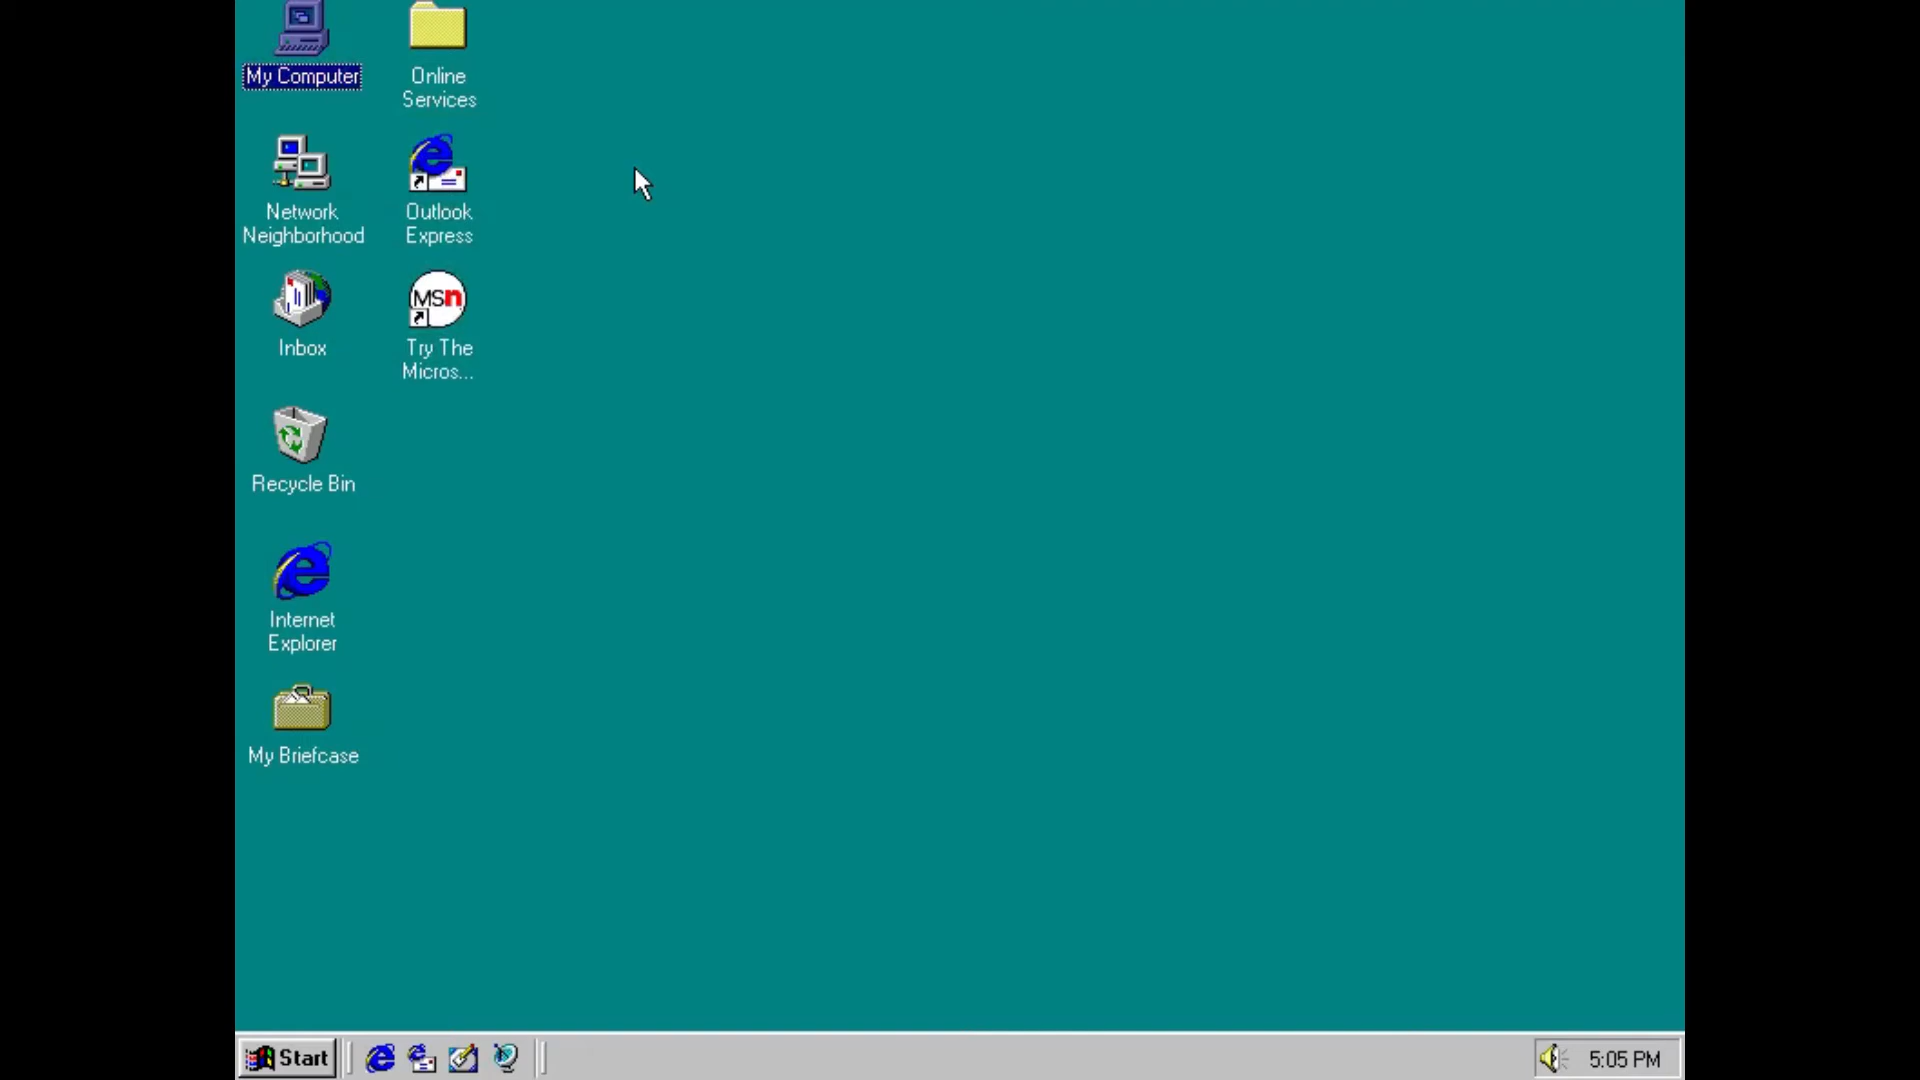 My Computer
Online
Services
Network
Neighborhood
Outlook
Express
Inbox
MSn
Try The
Micros...
Recycle Bin
Internet
Explorer
My Briefcase
Start
5:05 PM